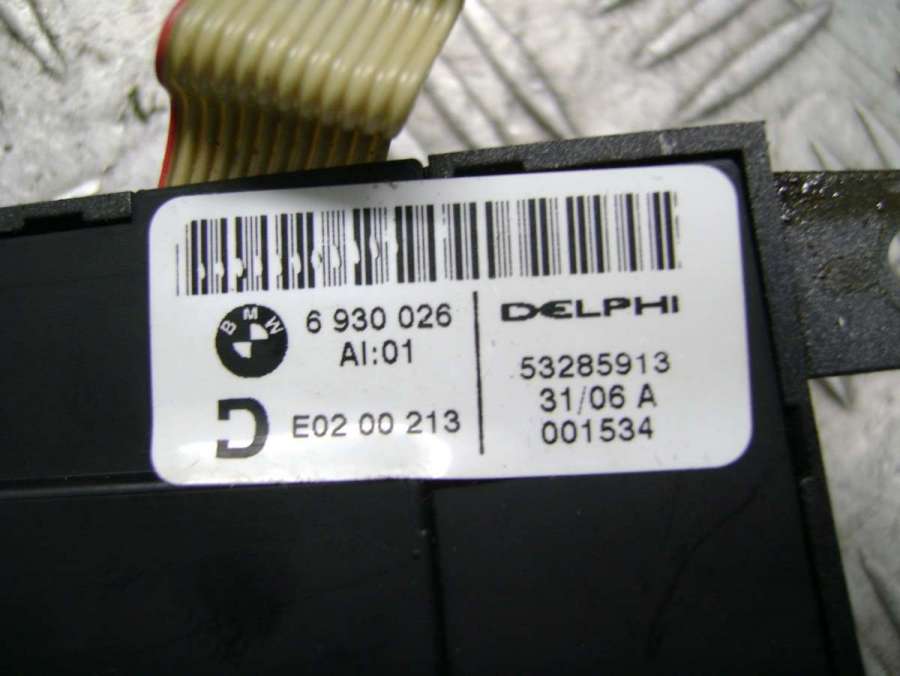 BMW
6 930 026
AI:01
D E02 00 213
DELPHI
53285913
31/06 A
001534